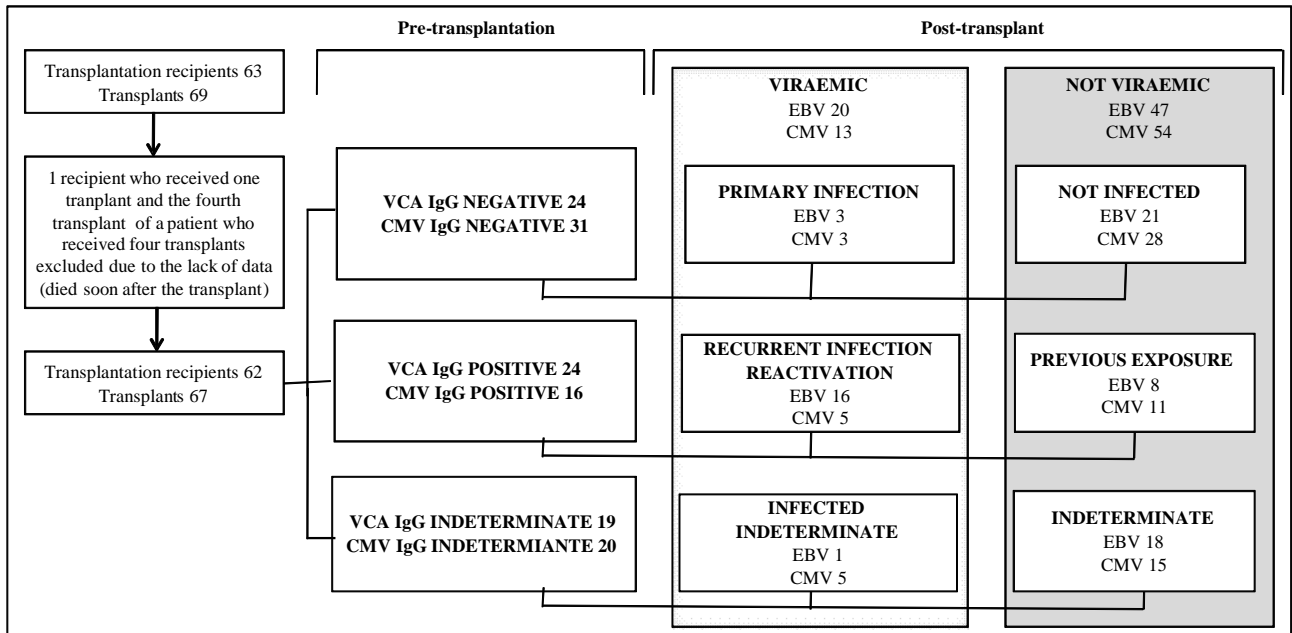 Pre-transplantation
Post-transplant
Transplantation recipients 63
Transplants 69
1 recipient who received one
tranplant and the fourth
transplant of a patient who
received four transplants
excluded due to the lack of data
(died soon after the transplant)
Transplantation recipients 62
Transplants 67
VCA IgG NEGATIVE 24
CMV IgG NEGATIVE 31
VCA IgG POSITIVE 24
CMV IgG POSITIVE 16
VCA IgG INDETERMINATE 19
CMV IgG INDETERMIANTE 20
VIRAEMIC
EBV 20
CMV 13
PRIMARY INFECTION
EBV 3
CMV 3
RECURRENT INFECTION
REACTIVATION
EBV 16
CMV 5
INFECTED
INDETERMINATE
EBV 1
CMV 5
NOT VIRAEMIC
EBV 47
CMV 54
NOT INFECTED
EBV 21
CMV 28
PREVIOUS EXPOSURE
EBV 8
CMV 11
INDETERMINATE
EBV 18
CMV 15